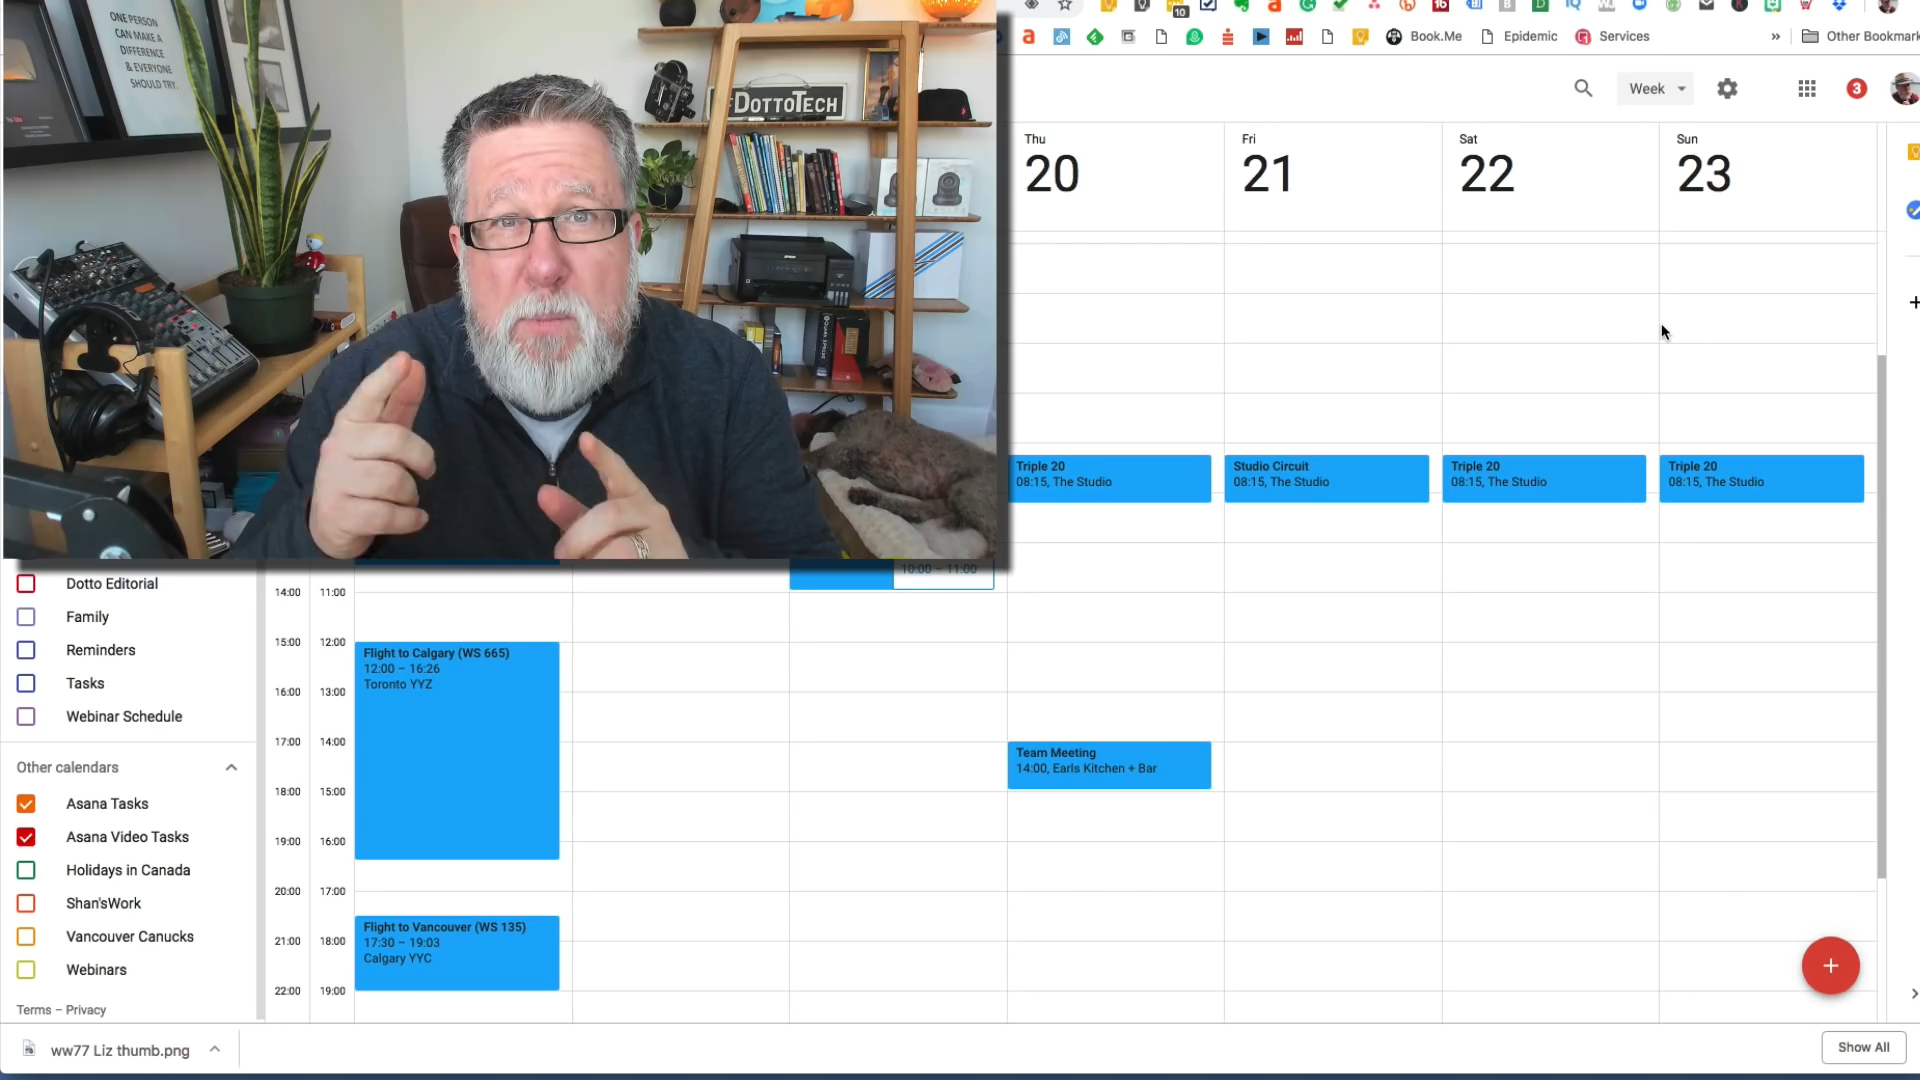 ONE PERSON
CAN MAKE A
DIFFERENCE
& EVERYONE
SHOULD TRY.
#DOTTOTECH
10
Book.Me
Epidemic
Services
»
Other Bookmark
Week
3
Thu
20
Fri
21
Sat
22
Sun
23
Triple 20
08:15, The Studio
Studio Circuit
08:15, The Studio
Triple 20
08:15, The Studio
Triple 20
08:15, The Studio
10:00 – 11:00
Dotto Editorial
Family
Reminders
Tasks
Webinar Schedule
Other calendars
Asana Tasks
Asana Video Tasks
Holidays in Canada
Shan'sWork
Vancouver Canucks
Webinars
Terms – Privacy
14:00 11:00
15:00 12:00
16:00 13:00
17:00 14:00
18:00 15:00
19:00 16:00
20:00 17:00
21:00 18:00
22:00 19:00
Flight to Calgary (WS 665)
12:00 – 16:26
Toronto YYZ
Flight to Vancouver (WS 135)
17:30 – 19:03
Calgary YYC
Team Meeting
14:00, Earls Kitchen + Bar
ww77 Liz thumb.png
Show All